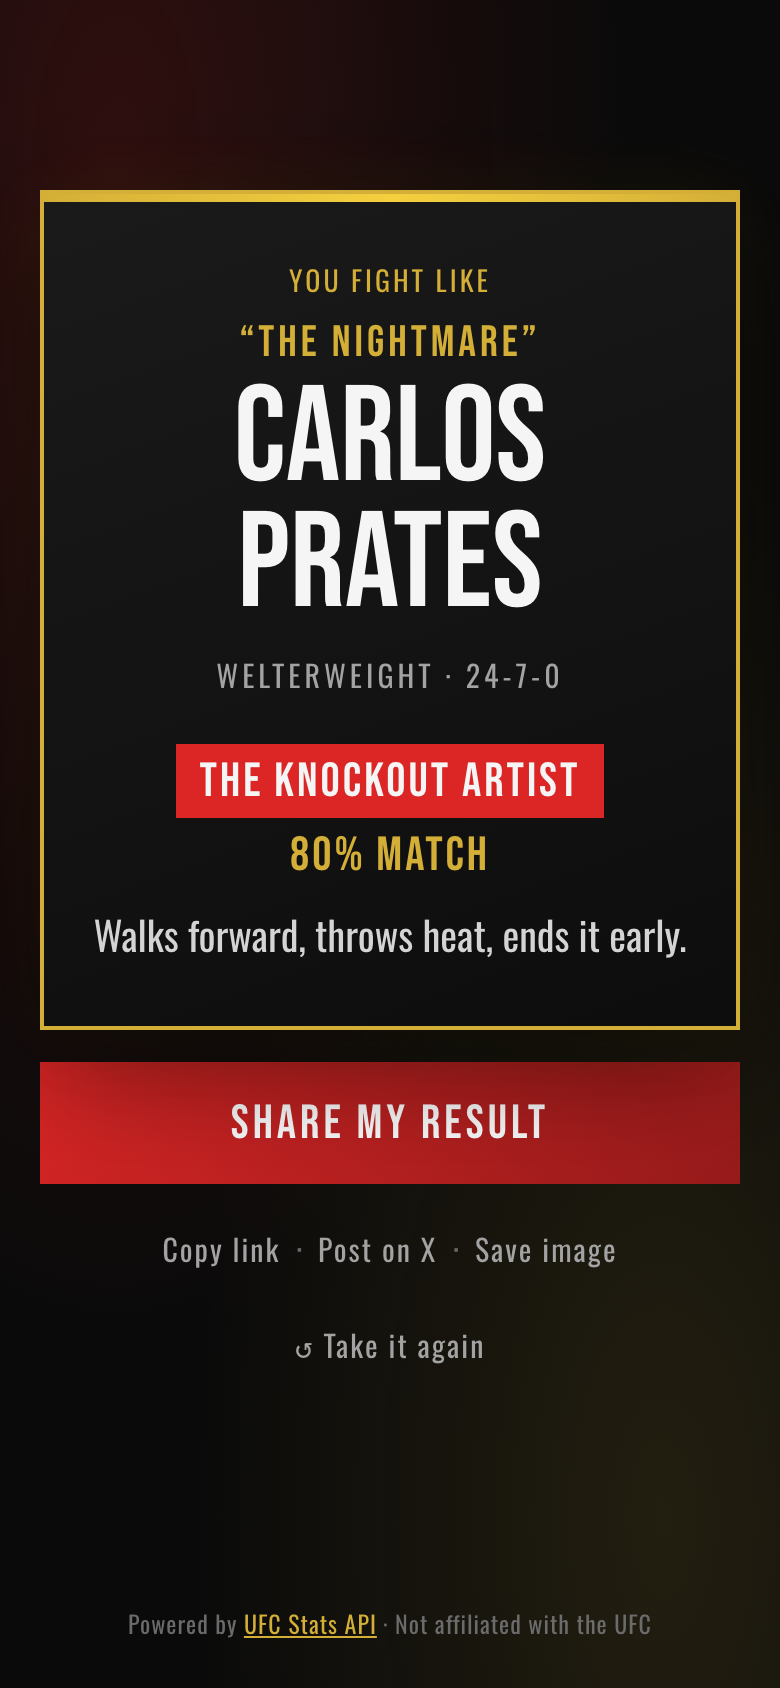 YOU FIGHT LIKE
“THE NIGHTMARE”
CARLOS
PRATES
WELTERWEIGHT · 24-7-0
THE KNOCKOUT ARTIST
80% MATCH
Walks forward, throws heat, ends it early.
SHARE MY RESULT
Copy link · Post on X · Save image
↺ Take it again
Powered by UFC Stats API · Not affiliated with the UFC